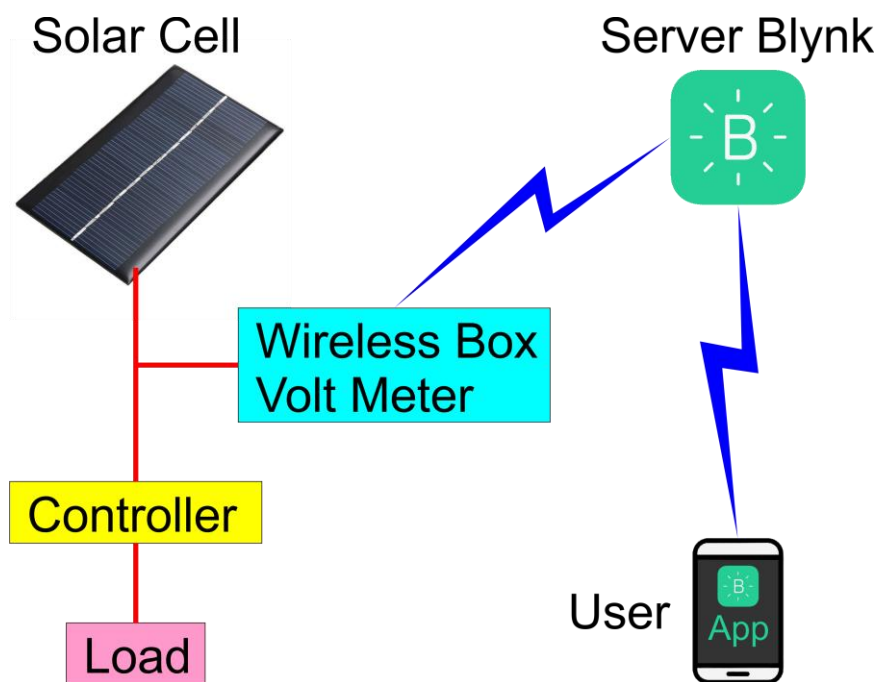 Solar Cell
Server Blynk
B
Wireless Box
Volt Meter
Controller
Load
User
B
App